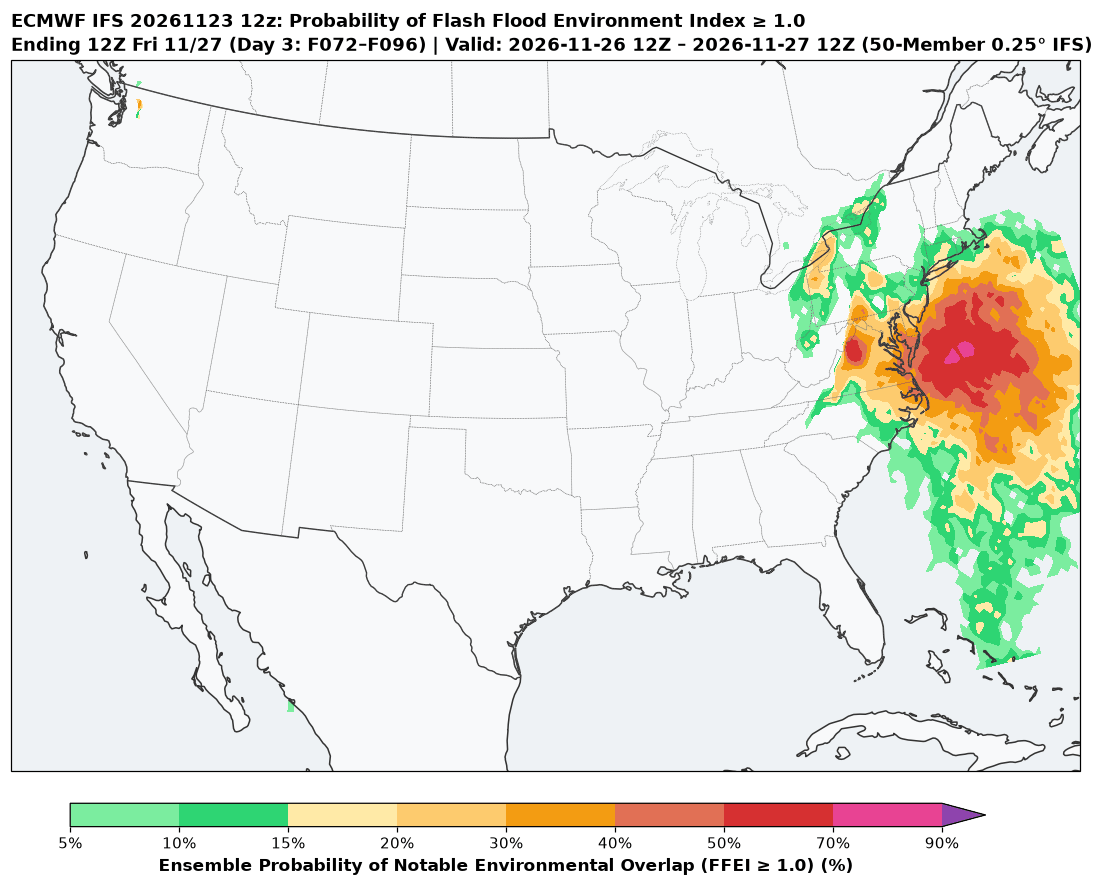 ECMWF IFS 20261123 12z: Probability of Flash Flood Environment Index ≥ 1.0
Ending 12Z Fri 11/27 (Day 3: F072–F096) | Valid: 2026-11-26 12Z – 2026-11-27 12Z (50-Member 0.25° IFS)
5% 10% 15% 20% 30% 40% 50% 70% 90%
Ensemble Probability of Notable Environmental Overlap (FFEI ≥ 1.0) (%)